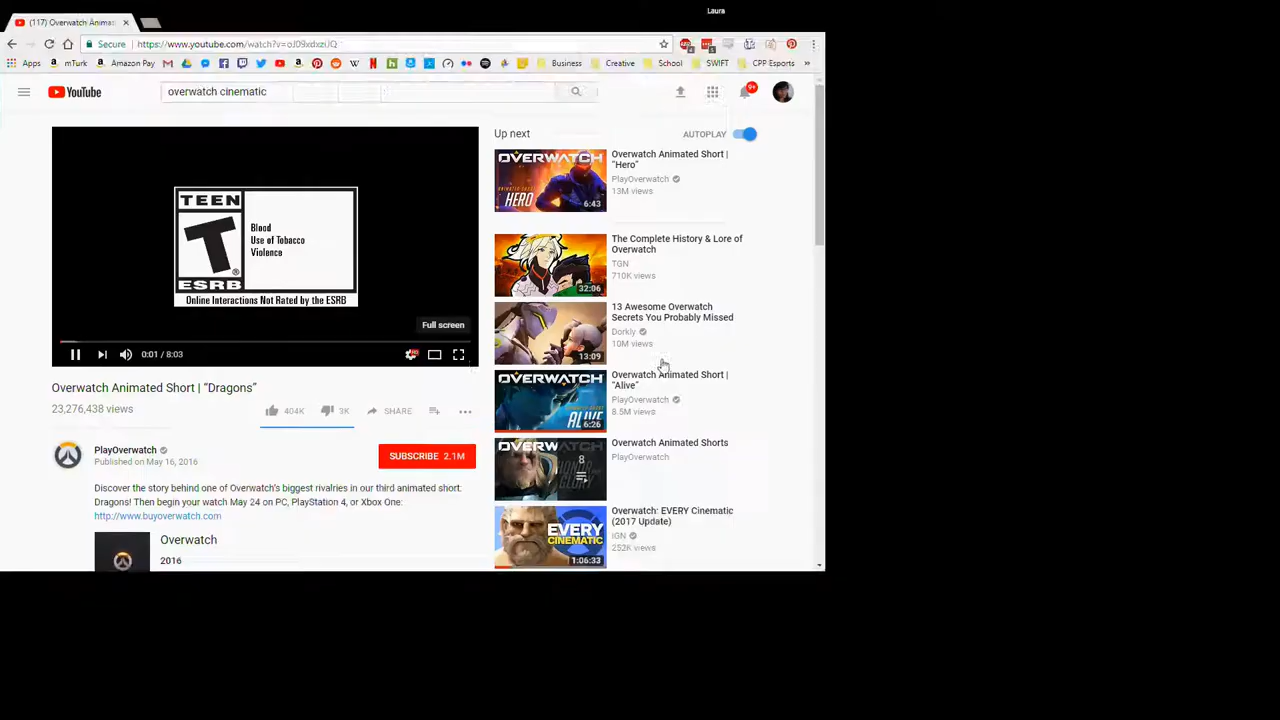 Laura
(117) Overwatch Animat
Secure
Apps
mTurk
Amazon Pay
Business
Creative
School
SWIFT
CPP Esports
YouTube
overwatch cinematic
9+
TEEN
T
ESRB
Blood
Use of Tobacco
Violence
Online Interactions Not Rated by the ESRB
Full screen
0:01 / 8:03
Overwatch Animated Short | “Dragons”
23,276,438 views
404K
3K
SHARE
PlayOverwatch
Published on May 16, 2016
SUBSCRIBE 2.1M
Discover the story behind one of Overwatch's biggest rivalries in our third animated short:
Dragons! Then begin your watch May 24 on PC, PlayStation 4, or Xbox One:
http://www.buyoverwatch.com
Overwatch
2016
Up next
AUTOPLAY
OVERWATCH
HERO
6:43
Overwatch Animated Short |
“Hero”
PlayOverwatch
13M views
32:06
The Complete History & Lore of
Overwatch
TGN
710K views
13:09
13 Awesome Overwatch
Secrets You Probably Missed
Dorkly
10M views
OVERWATCH
ALIVE
6:26
Overwatch Animated Short |
“Alive”
PlayOverwatch
8.5M views
8
Overwatch Animated Shorts
PlayOverwatch
EVERY
CINEMATIC
1:06:33
Overwatch: EVERY Cinematic
(2017 Update)
IGN
252K views